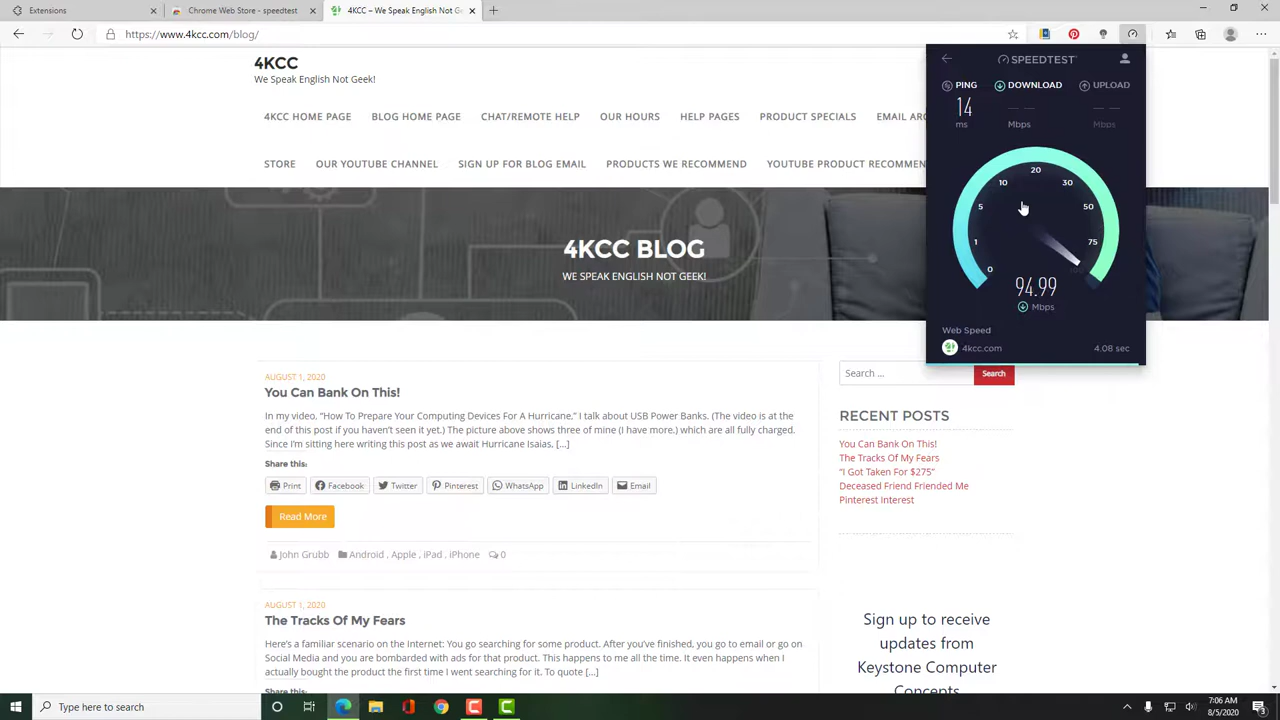 Extensions
Chrome Web Store - speedtest
4KCC – We Speak English Not Ge
https://www.4kcc.com/blog/
4KCC
We Speak English Not Geek!
4KCC HOME PAGE BLOG HOME PAGE CHAT/REMOTE HELP OUR HOURS HELP PAGES PRODUCT SPECIALS EMAIL AR
STORE OUR YOUTUBE CHANNEL SIGN UP FOR BLOG EMAIL PRODUCTS WE RECOMMEND YOUTUBE PRODUCT RECOMMEN
4KCC BLOG
WE SPEAK ENGLISH NOT GEEK!
SPEEDTEST
PING DOWNLOAD UPLOAD
14
ms Mbps Mbps
0 1 5 10 20 30 50 75 100
94.99
Mbps
Web Speed
4kcc.com 4.08 sec
AUGUST 1, 2020
You Can Bank On This!
In my video, “How To Prepare Your Computing Devices For A Hurricane,” I talk about USB Power Banks. (The video is at the
end of this post if you haven’t seen it yet.) The picture above shows three of mine (I have more.) which are all fully charged.
Since I’m sitting here writing this post as we await Hurricane Isaias, […]
Share this:
Print Facebook Twitter Pinterest WhatsApp LinkedIn Email
Read More
John Grubb Android , Apple , iPad , iPhone 0
AUGUST 1, 2020
The Tracks Of My Fears
Here’s a familiar scenario on the Internet: You go searching for some product. After you’ve finished, you go to email or go on
Social Media and you are bombarded with ads for that product. This happens to me all the time. It even happens when I
actually bought the product the first time I went searching for it. To quote […]
Share this:
Search … Search
RECENT POSTS
You Can Bank On This!
The Tracks Of My Fears
“I Got Taken For $275”
Deceased Friend Friended Me
Pinterest Interest
Sign up to receive
updates from
Keystone Computer
Concepts
Type here to search
7:06 AM
8/5/2020
3